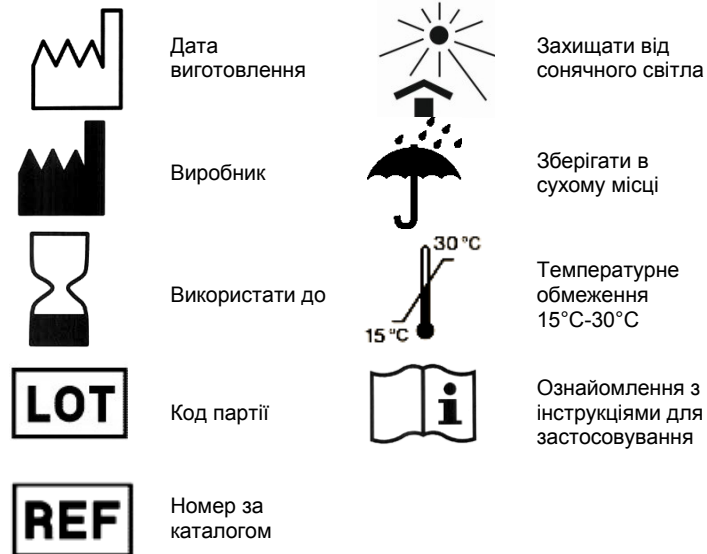 Дата
виготовлення
Захищати від
сонячного світла
Виробник
Зберігати в
сухому місці
Використати до
30 °C
15 °C
Температурне
обмеження
15°C-30°C
LOT
Код партії
i
Ознайомлення з
інструкціями для
застосовування
REF
Номер за
каталогом